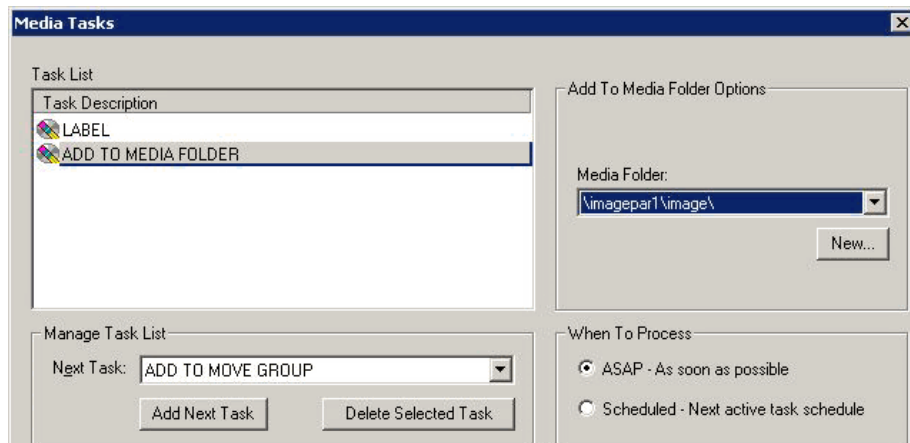 Media Tasks
Task List
Task Description
LABEL
ADD TO MEDIA FOLDER
Add To Media Folder Options
Media Folder:
\imagepar1\image\
New...
Manage Task List
Next Task:
ADD TO MOVE GROUP
Add Next Task
Delete Selected Task
When To Process
ASAP - As soon as possible
Scheduled - Next active task schedule